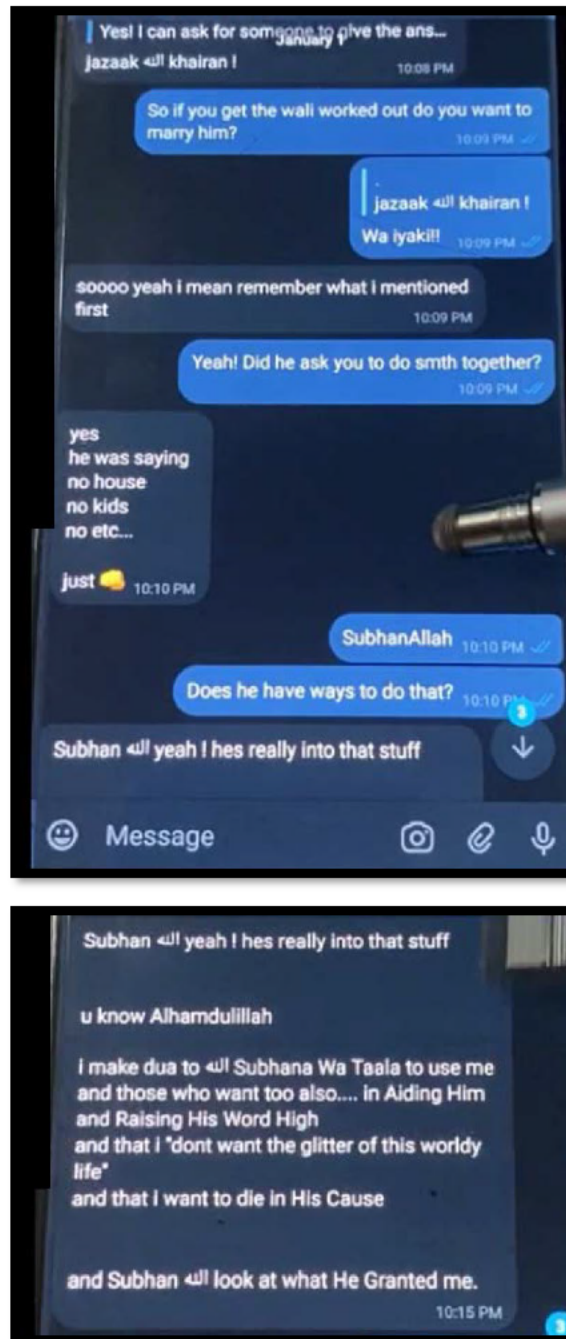 Yes! I can ask for someone to give the ans...
January 1
jazaak الله khairan !
10:08 PM
So if you get the wali worked out do you want to
marry him?
10:09 PM
.
jazaak الله khairan !
Wa iyaki!!
10:09 PM
soooo yeah i mean remember what i mentioned
first
10:09 PM
Yeah! Did he ask you to do smth together?
10:09 PM
yes
he was saying
no house
no kids
no etc...
just 👊
10:10 PM
SubhanAllah 10:10 PM
Does he have ways to do that? 10:10 PM
3
Subhan الله yeah ! hes really into that stuff
Message
Subhan الله yeah ! hes really into that stuff
u know Alhamdulillah
i make dua to الله Subhana Wa Taala to use me
and those who want too also.... in Aiding Him
and Raising His Word High
and that i "dont want the glitter of this worldy
life"
and that i want to die in His Cause
and Subhan الله look at what He Granted me.
10:15 PM
3